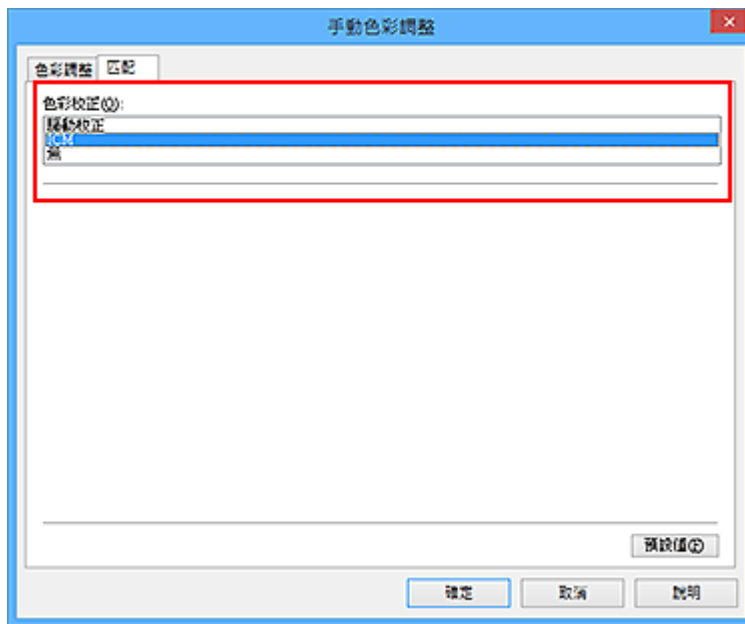 手動色彩調整
色彩調整 匹配
色彩校正(Q):
驅動校正
ICM
無
預設值(F)
確定 取消 說明